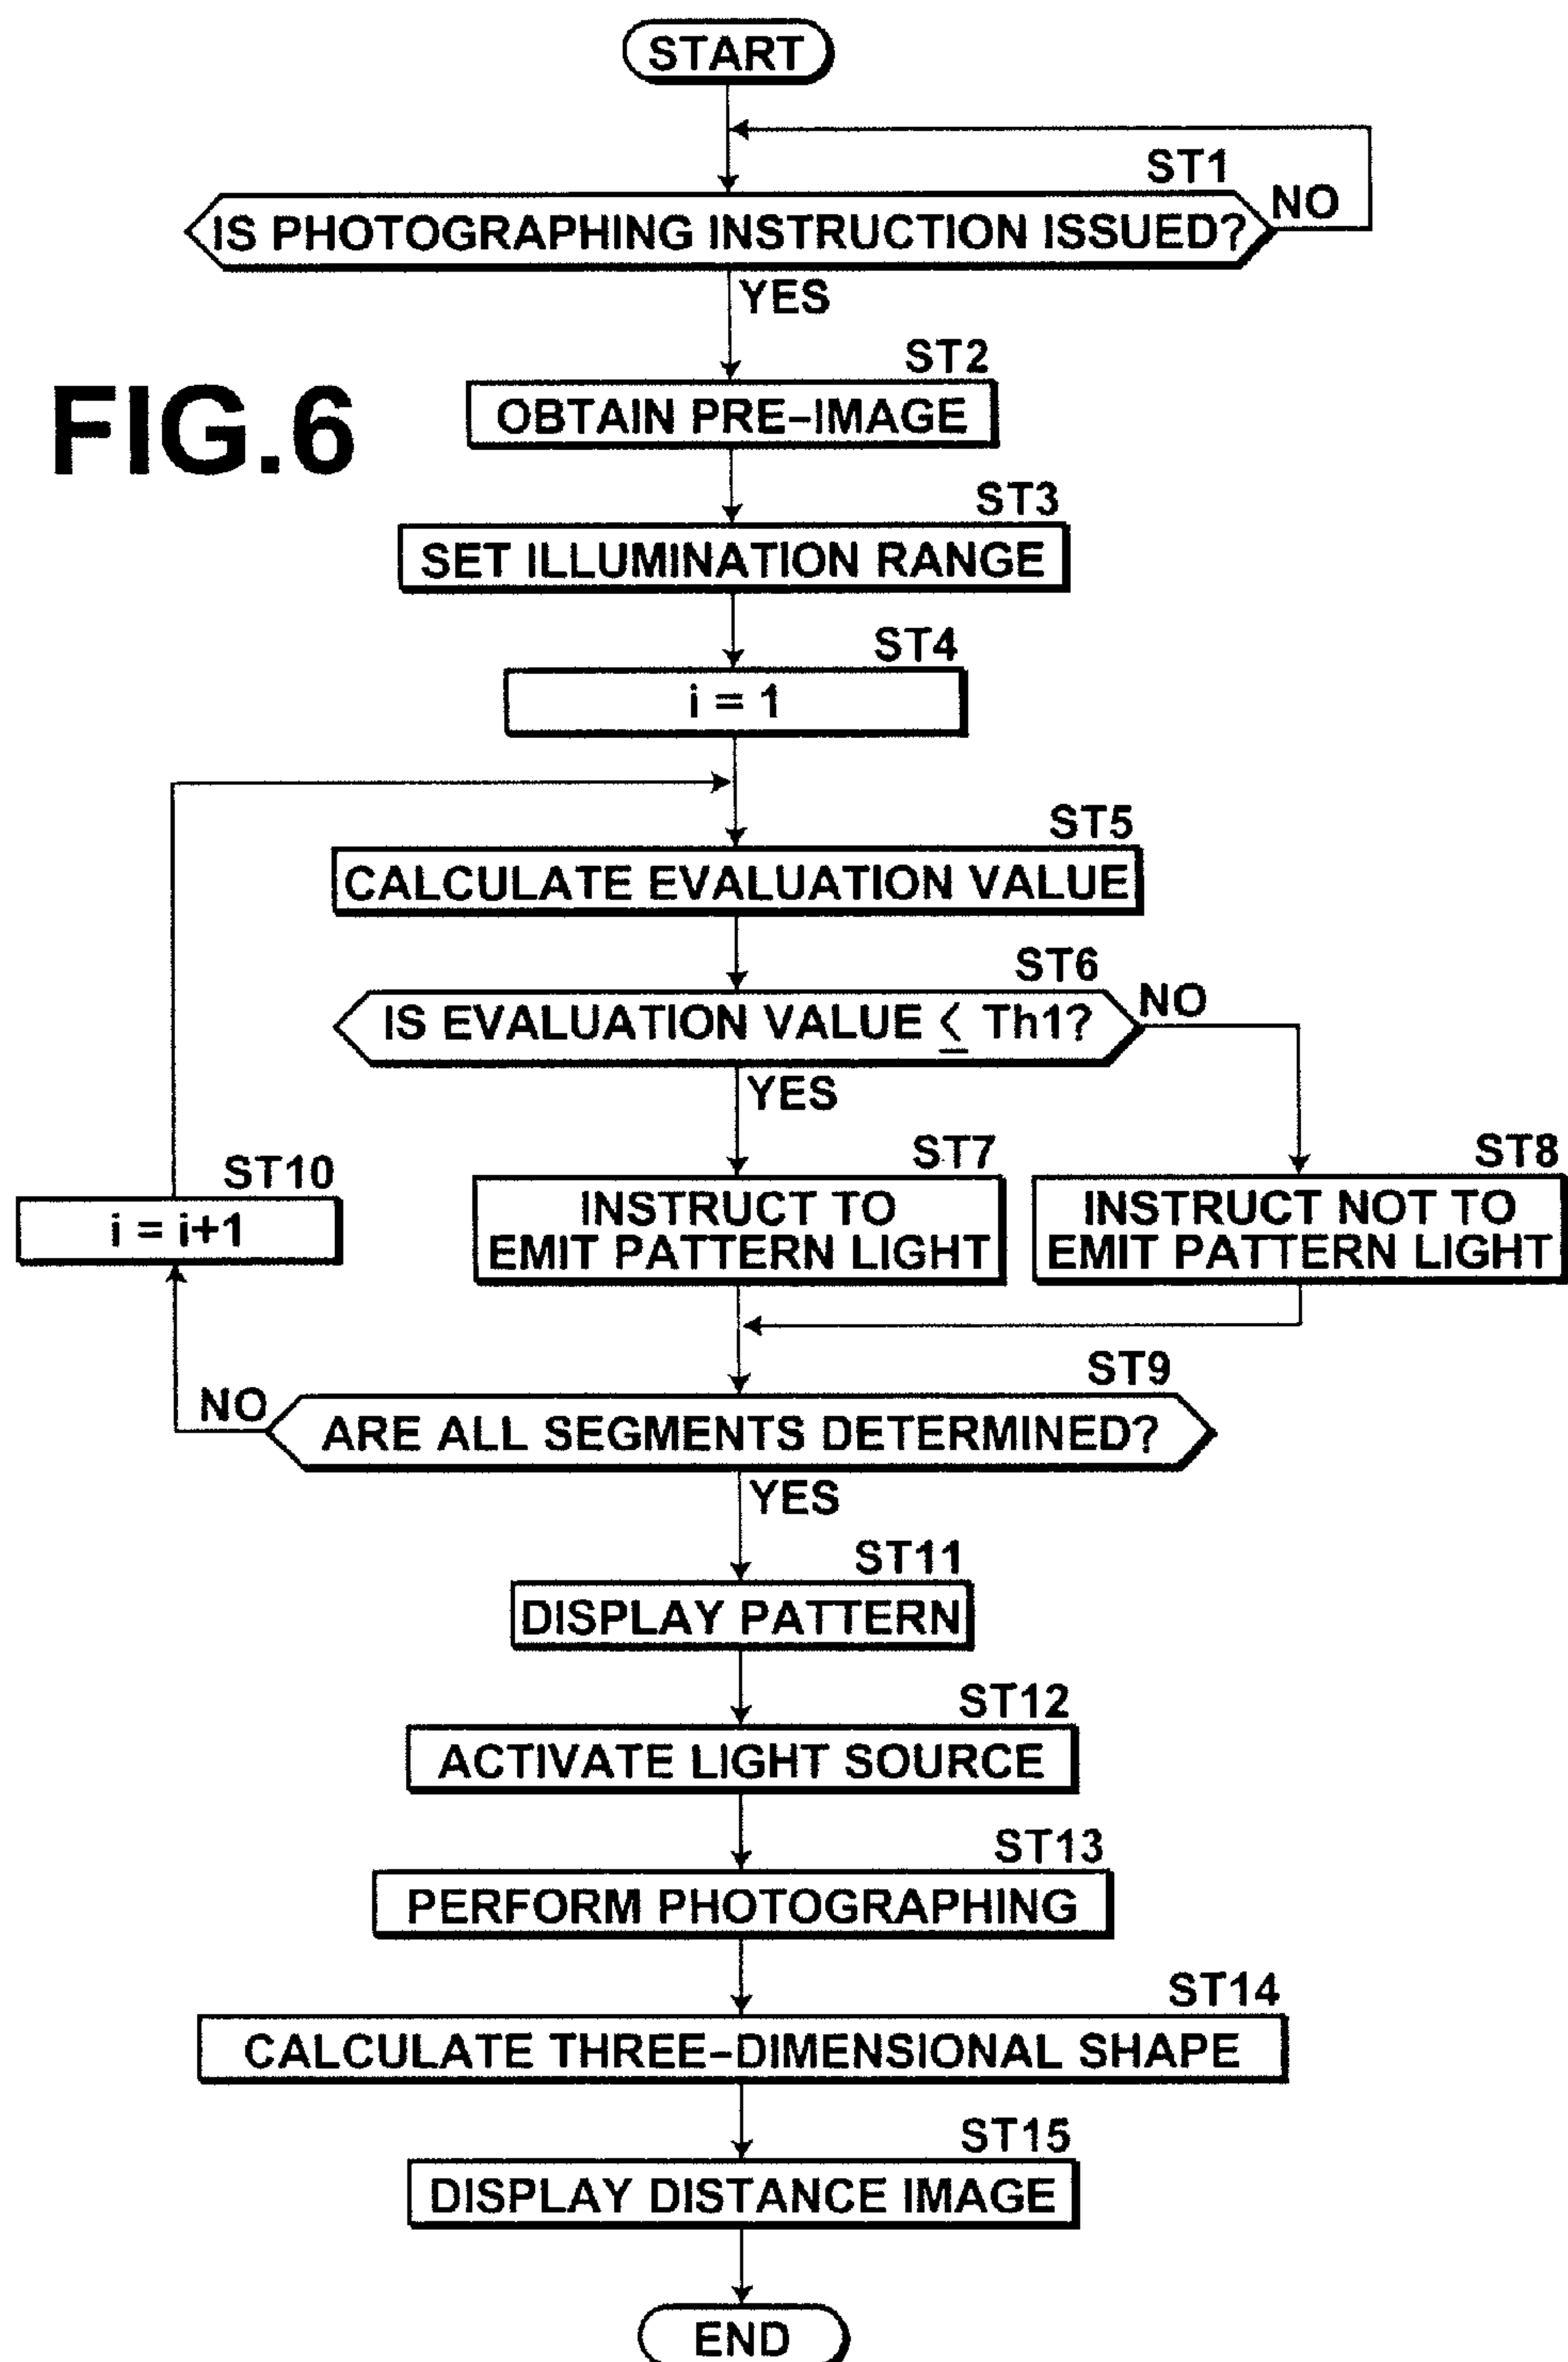 START
ST1
IS PHOTOGRAPHING INSTRUCTION ISSUED?
NO
YES
FIG.6
ST2
OBTAIN PRE-IMAGE
ST3
SET ILLUMINATION RANGE
ST4
i = 1
ST5
CALCULATE EVALUATION VALUE
ST6
IS EVALUATION VALUE ≤ Th1?
NO
YES
ST10
i = i+1
ST7
INSTRUCT TO
EMIT PATTERN LIGHT
ST8
INSTRUCT NOT TO
EMIT PATTERN LIGHT
ST9
NO
ARE ALL SEGMENTS DETERMINED?
YES
ST11
DISPLAY PATTERN
ST12
ACTIVATE LIGHT SOURCE
ST13
PERFORM PHOTOGRAPHING
ST14
CALCULATE THREE-DIMENSIONAL SHAPE
ST15
DISPLAY DISTANCE IMAGE
END